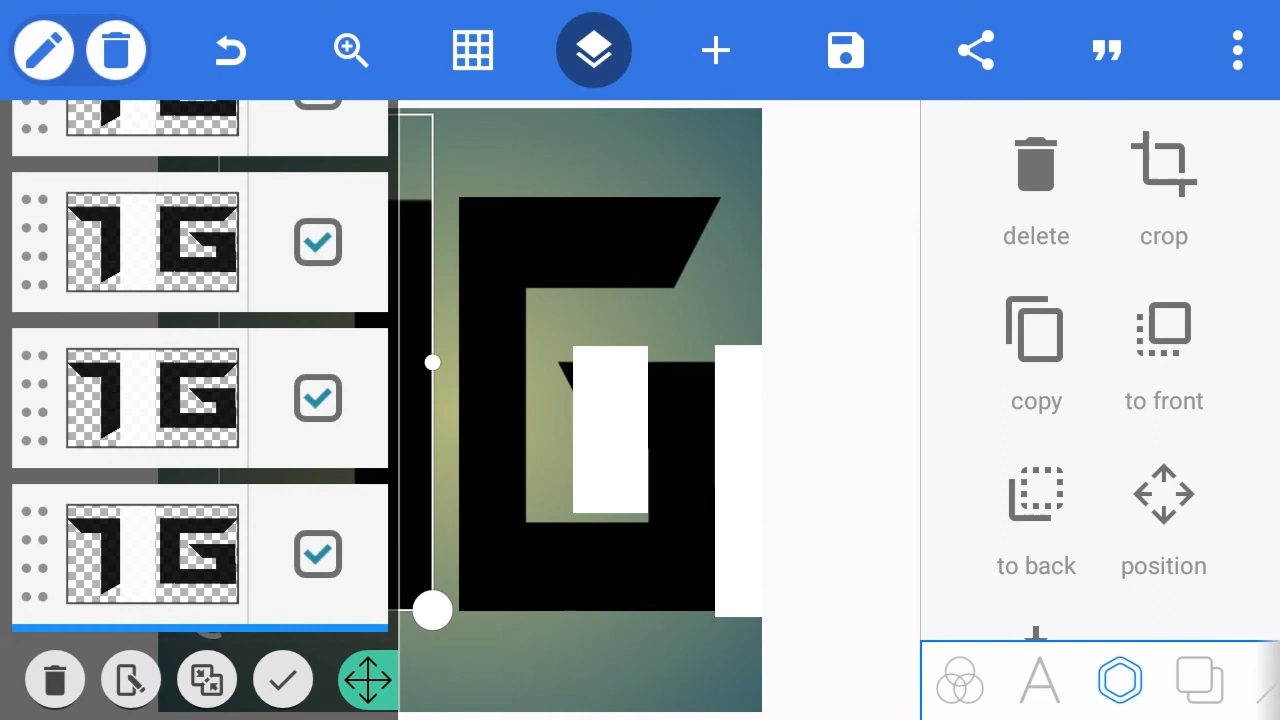 delete
crop
copy
to front
to back
position
A
G